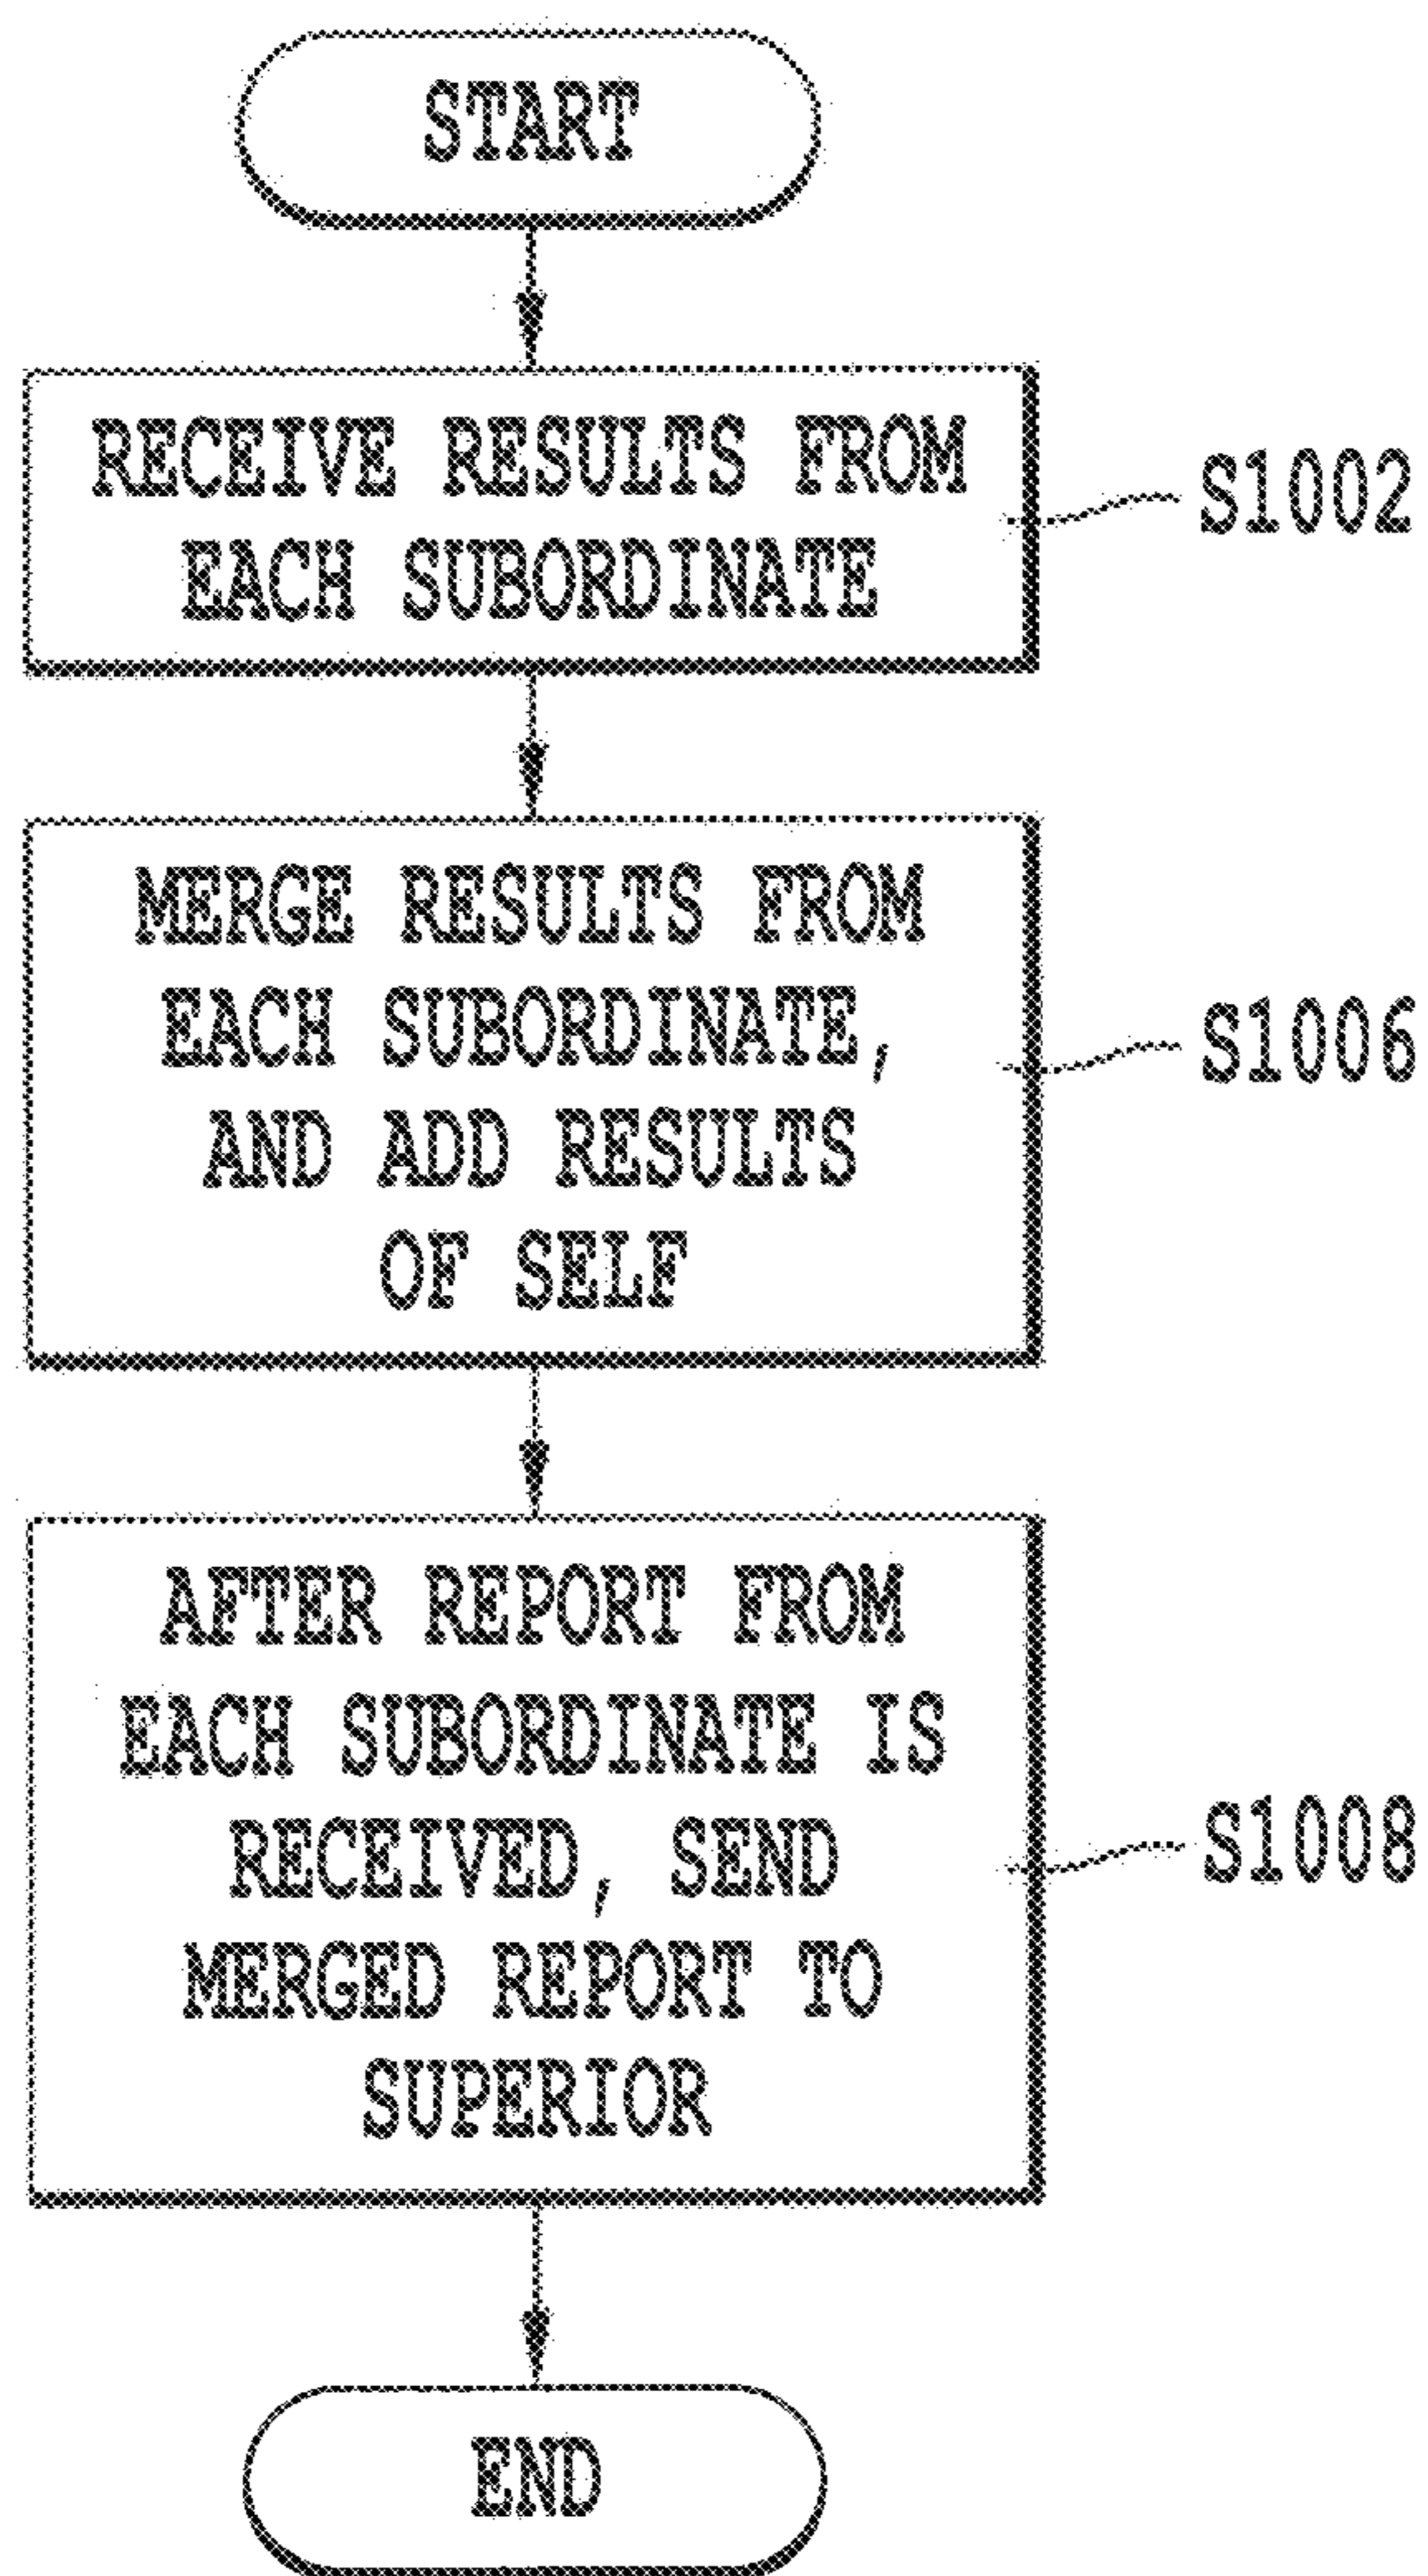 START
RECEIVE RESULTS FROM
EACH SUBORDINATE
S1002
MERGE RESULTS FROM
EACH SUBORDINATE,
AND ADD RESULTS
OF SELF
S1006
AFTER REPORT FROM
EACH SUBORDINATE IS
RECEIVED, SEND
MERGED REPORT TO
SUPERIOR
S1008
END